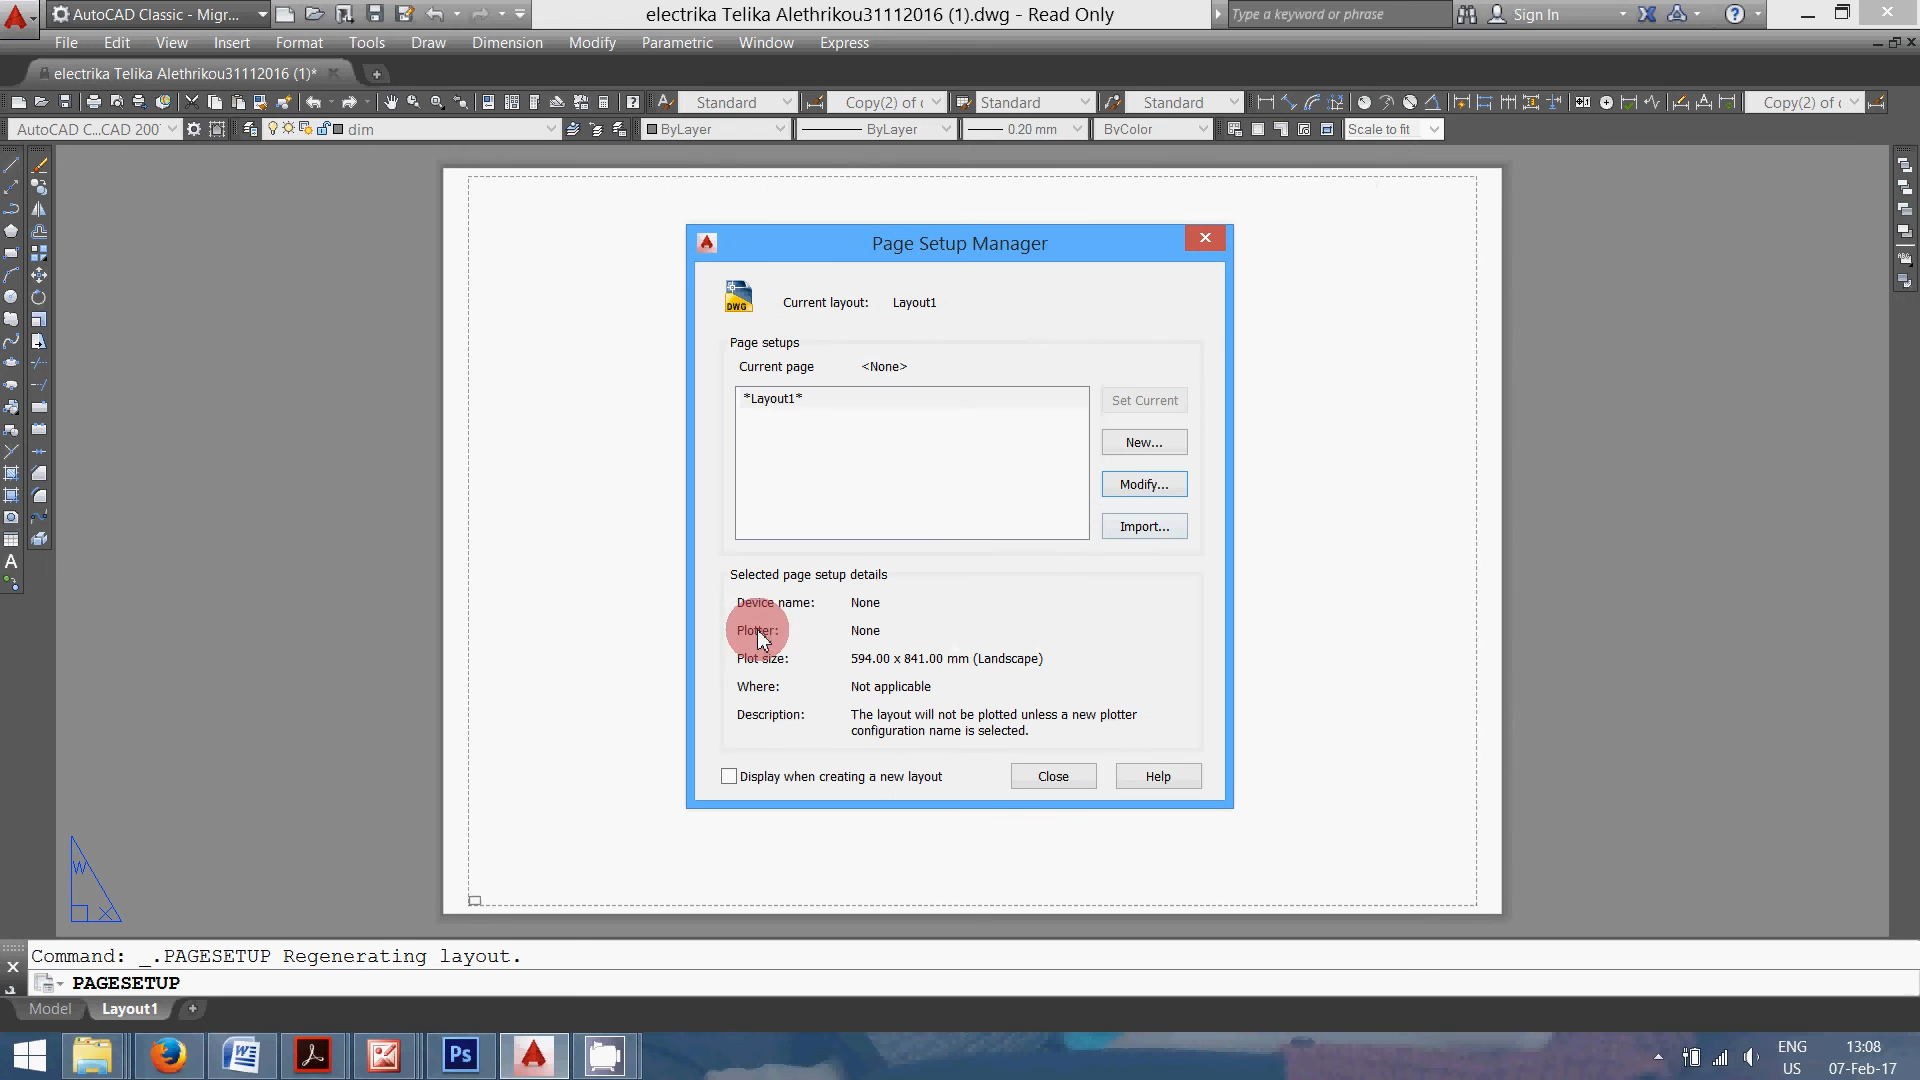 AutoCAD Classic - Migr...
electrika Telika Alethrikou31112016 (1).dwg - Read Only
Type a keyword or phrase
Sign In
File Edit View Insert Format Tools Draw Dimension Modify Parametric Window Express
electrika Telika Alethrikou31112016 (1)*
Standard
Copy(2) of
Standard
Standard
Copy(2) of
AutoCAD C...CAD 200
dim
ByLayer
ByLayer
0.20 mm
ByColor
Scale to fit
Page Setup Manager
DWG
Current layout: Layout1
Page setups
Current page <None>
*Layout1*
Set Current
New...
Modify...
Import...
Selected page setup details
Device name: None
Plotter: None
Plot size: 594.00 x 841.00 mm (Landscape)
Where: Not applicable
Description: The layout will not be plotted unless a new plotter
configuration name is selected.
Display when creating a new layout
Close
Help
A
W
X
Command: _.PAGESETUP Regenerating layout.
PAGESETUP
Model Layout1
Ps
ENG
US
13:08
07-Feb-17